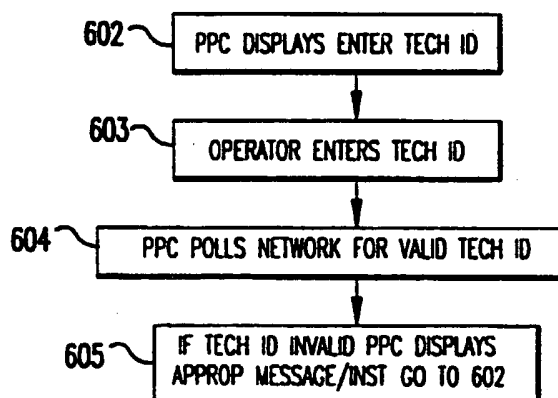 602
PPC DISPLAYS ENTER TECH ID
603
OPERATOR ENTERS TECH ID
604
PPC POLLS NETWORK FOR VALID TECH ID
605
IF TECH ID INVALID PPC DISPLAYS
APPROP MESSAGE/INST GO TO 602